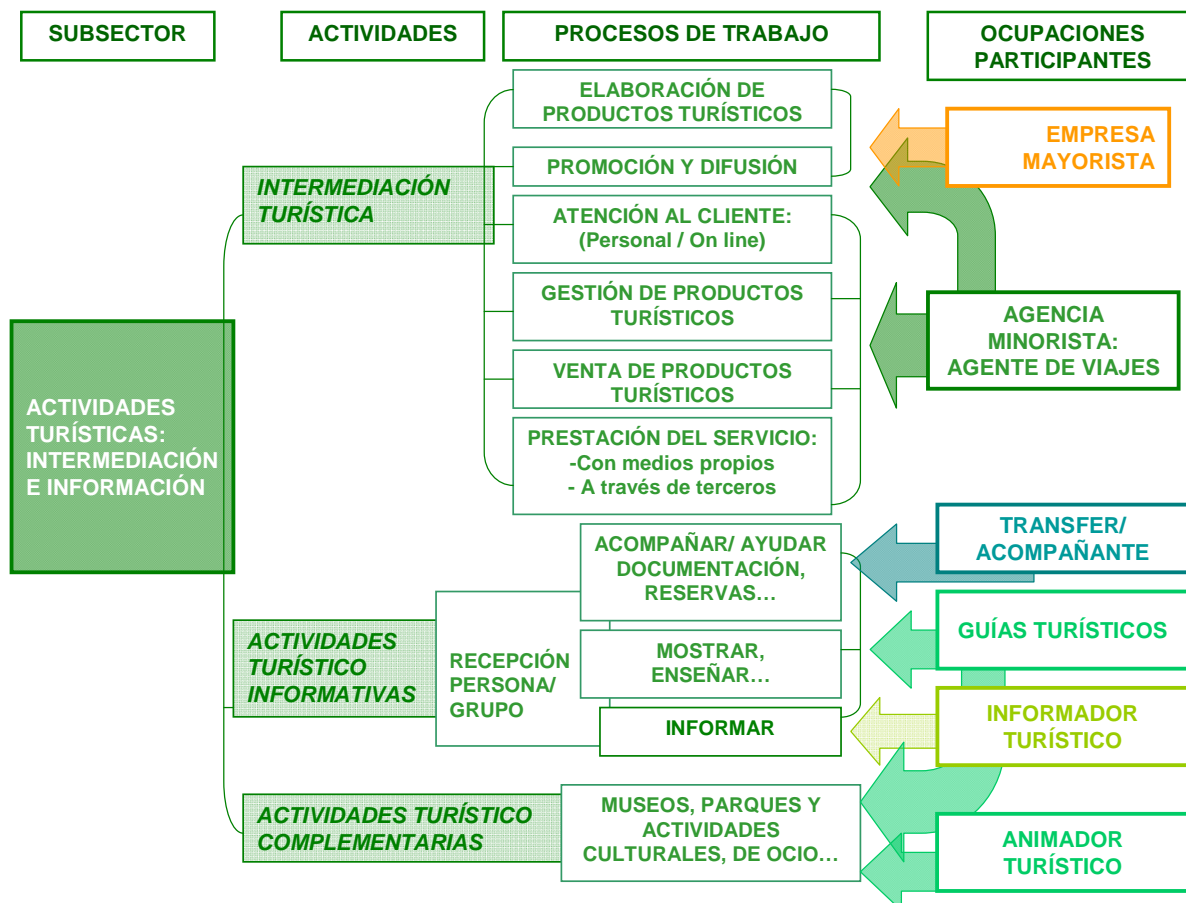 SUBSECTOR
ACTIVIDADES
PROCESOS DE TRABAJO
OCUPACIONES
PARTICIPANTES
ACTIVIDADES
TURÍSTICAS:
INTERMEDIACIÓN
E INFORMACIÓN
INTERMEDIACIÓN
TURÍSTICA
ELABORACIÓN DE
PRODUCTOS TURÍSTICOS
PROMOCIÓN Y DIFUSIÓN
ATENCIÓN AL CLIENTE:
(Personal / On line)
GESTIÓN DE PRODUCTOS
TURÍSTICOS
VENTA DE PRODUCTOS
TURÍSTICOS
PRESTACIÓN DEL SERVICIO:
-Con medios propios
- A través de terceros
EMPRESA
MAYORISTA
AGENCIA
MINORISTA:
AGENTE DE VIAJES
ACTIVIDADES
TURÍSTICO
INFORMATIVAS
RECEPCIÓN
PERSONA/
GRUPO
ACOMPAÑAR/ AYUDAR
DOCUMENTACIÓN,
RESERVAS…
MOSTRAR,
ENSEÑAR…
INFORMAR
TRANSFER/
ACOMPAÑANTE
GUÍAS TURÍSTICOS
INFORMADOR
TURÍSTICO
ACTIVIDADES TURÍSTICO
COMPLEMENTARIAS
MUSEOS, PARQUES Y
ACTIVIDADES
CULTURALES, DE OCIO…
ANIMADOR
TURÍSTICO